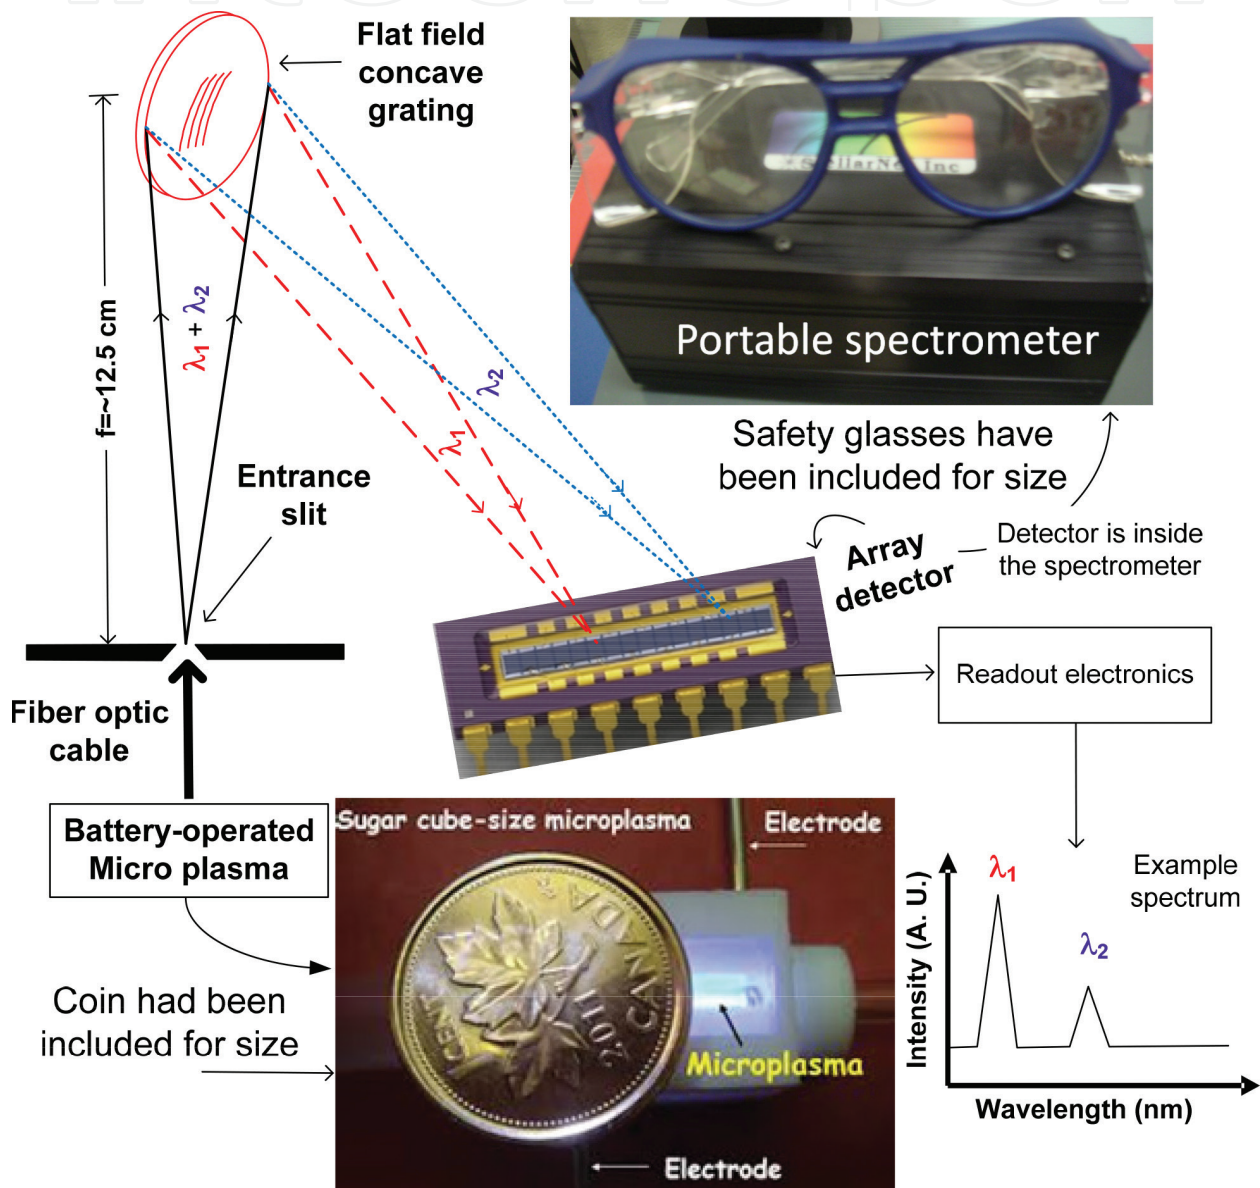 Flat field
concave
grating
f=~12.5 cm
λ1 + λ2
λ2
λ1
Entrance
slit
Fiber optic
cable
Battery-operated
Micro plasma
Coin had been
included for size
StellarNet Inc
Portable spectrometer
Safety glasses have
been included for size
Array
detector
Detector is inside
the spectrometer
Readout electronics
Sugar cube-size microplasma
Electrode
CANADA
2011
CENT
Microplasma
Electrode
Example
spectrum
λ1
λ2
Intensity (A. U.)
Wavelength (nm)